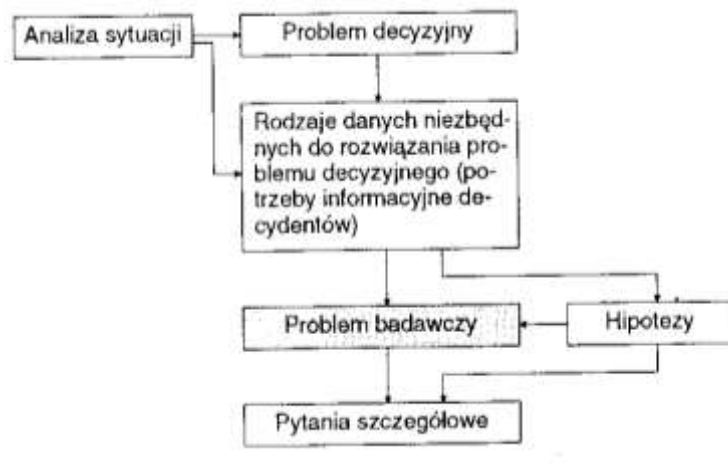 Analiza sytuacji
Problem decyzyjny
Rodzaje danych niezbęd-
nych do rozwiązania pro-
blemu decyzyjnego (po-
trzeby informacyjne de-
cydentów)
Problem badawczy
Hipotezy
Pytania szczegółowe